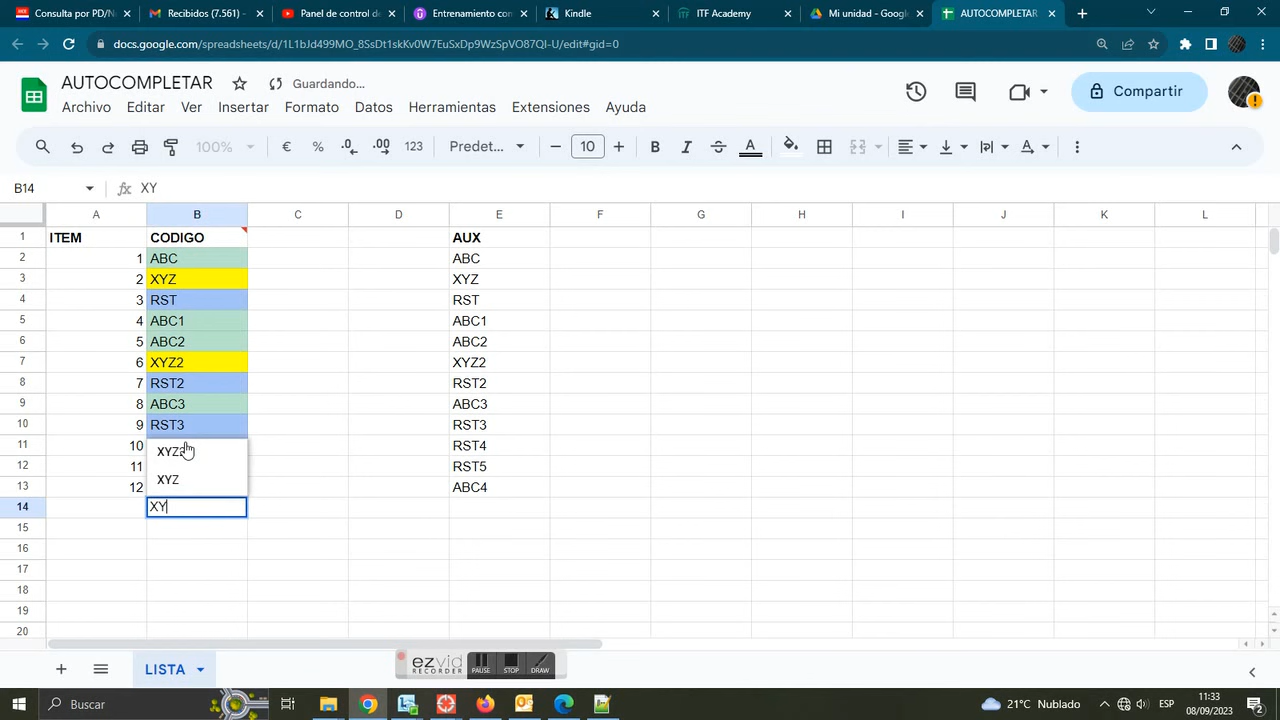 Consulta por PD/N
Recibidos (7.561) -
Panel de control de
Entrenamiento con
Kindle
ITF Academy
Mi unidad - Google
AUTOCOMPLETAR
docs.google.com/spreadsheets/d/1L1bJd499MO_8SsDt1skKv0W7EuSxDp9WzSpVO87QI-U/edit#gid=0
AUTOCOMPLETAR Guardando…
Archivo Editar Ver Insertar Formato Datos Herramientas Extensiones Ayuda
Compartir
100% € % .0 .00 123 Predet... 10 B I S A
B14 fx XY
A B C D E F G H I J K L
1 ITEM CODIGO AUX
2 1 ABC ABC
3 2 XYZ XYZ
4 3 RST RST
5 4 ABC1 ABC1
6 5 ABC2 ABC2
7 6 XYZ2 XYZ2
8 7 RST2 RST2
9 8 ABC3 ABC3
10 9 RST3 RST3
11 10 XYZ2 RST4
12 11 XYZ RST5
13 12 ABC4
14 XY
15
16
17
18
19
20
LISTA
ezvid
RECORDER
PAUSE STOP DRAW
Buscar
21°C Nublado
ESP
11:33
08/09/2023
2